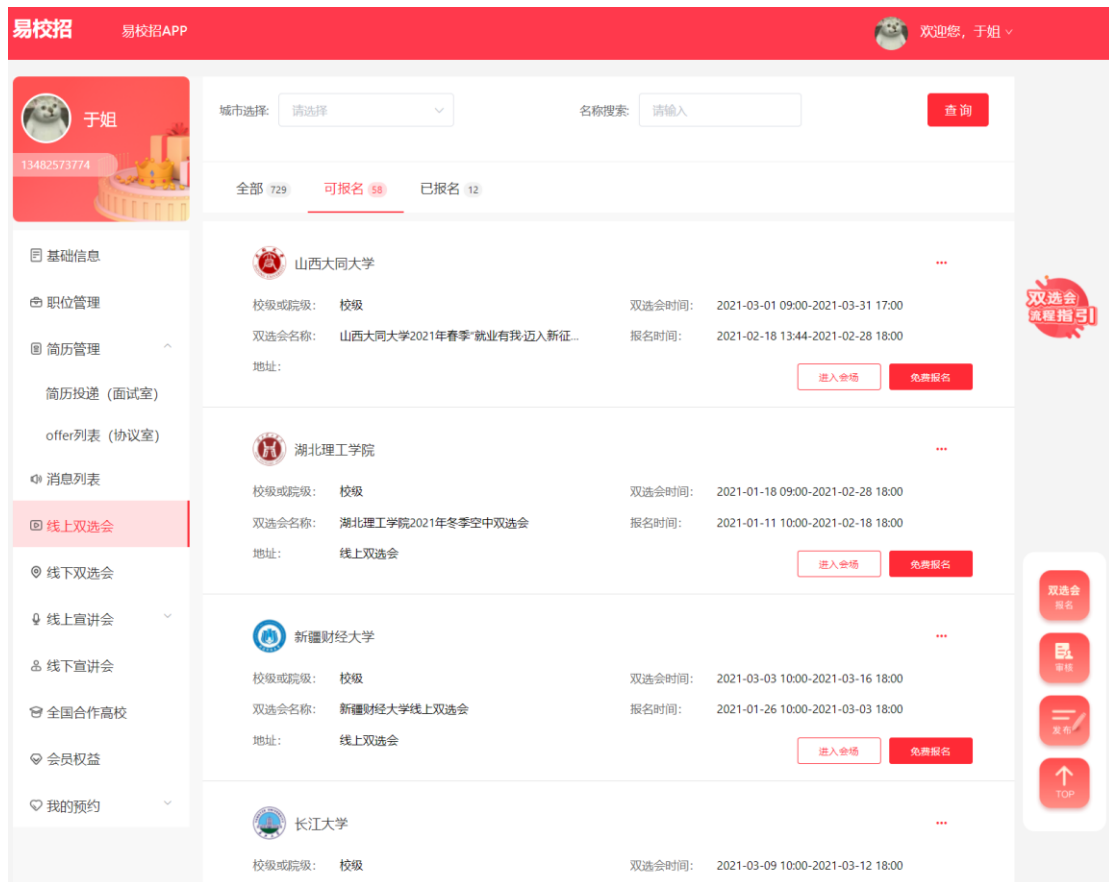 易校招 易校招APP 欢迎您，于姐
于姐
13482573774
基础信息
职位管理
简历管理
简历投递（面试室）
offer列表（协议室）
消息列表
线上双选会
线下双选会
线上宣讲会
线下宣讲会
全国合作高校
会员权益
我的预约
城市选择: 请选择 名称搜索: 请输入 查询
全部 729 可报名 58 已报名 12
山西大同大学
校级或院级： 校级 双选会时间： 2021-03-01 09:00-2021-03-31 17:00
双选会名称： 山西大同大学2021年春季“就业有我·迈入新征... 报名时间： 2021-02-18 13:44-2021-02-28 18:00
地址：
进入会场 免费报名
湖北理工学院
校级或院级： 校级 双选会时间： 2021-01-18 09:00-2021-02-28 18:00
双选会名称： 湖北理工学院2021年冬季空中双选会 报名时间： 2021-01-11 10:00-2021-02-18 18:00
地址： 线上双选会
进入会场 免费报名
新疆财经大学
校级或院级： 校级 双选会时间： 2021-03-03 10:00-2021-03-16 18:00
双选会名称： 新疆财经大学线上双选会 报名时间： 2021-01-26 10:00-2021-03-03 18:00
地址： 线上双选会
进入会场 免费报名
长江大学
校级或院级： 校级 双选会时间： 2021-03-09 10:00-2021-03-12 18:00
双选会
流程指引
双选会
报名
审核
发布
TOP